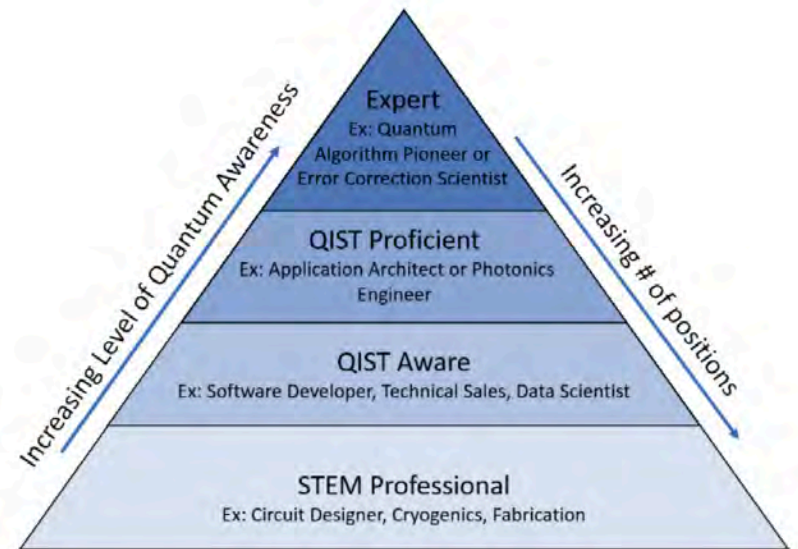 Expert
Ex: Quantum
Algorithm Pioneer or
Error Correction Scientist
QIST Proficient
Ex: Application Architect or Photonics
Engineer
QIST Aware
Ex: Software Developer, Technical Sales, Data Scientist
STEM Professional
Ex: Circuit Designer, Cryogenics, Fabrication
Increasing Level of Quantum Awareness
Increasing # of positions